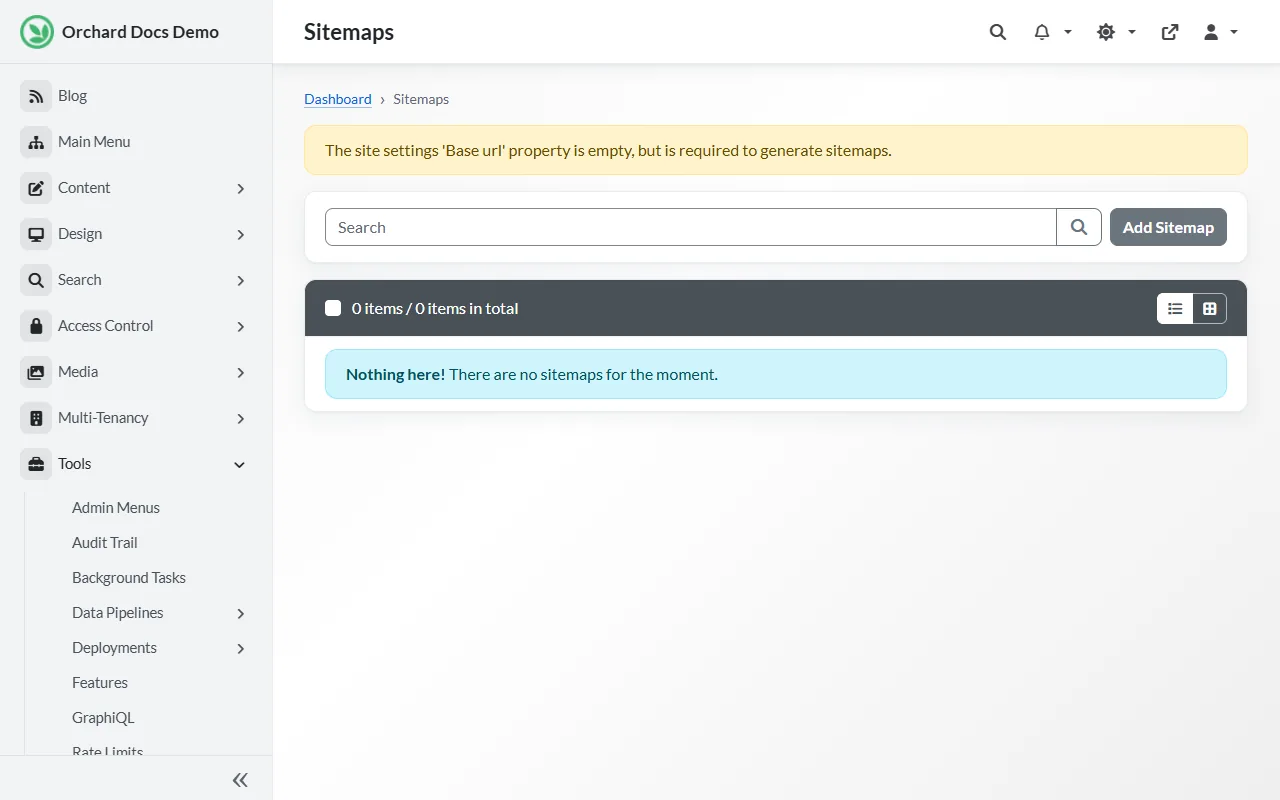 Orchard Docs Demo
Sitemaps
Blog
Main Menu
Content
Design
Search
Access Control
Media
Multi-Tenancy
Tools
Admin Menus
Audit Trail
Background Tasks
Data Pipelines
Deployments
Features
GraphiQL
Rate Limits
Dashboard › Sitemaps
The site settings 'Base url' property is empty, but is required to generate sitemaps.
Search
Add Sitemap
0 items / 0 items in total
Nothing here! There are no sitemaps for the moment.